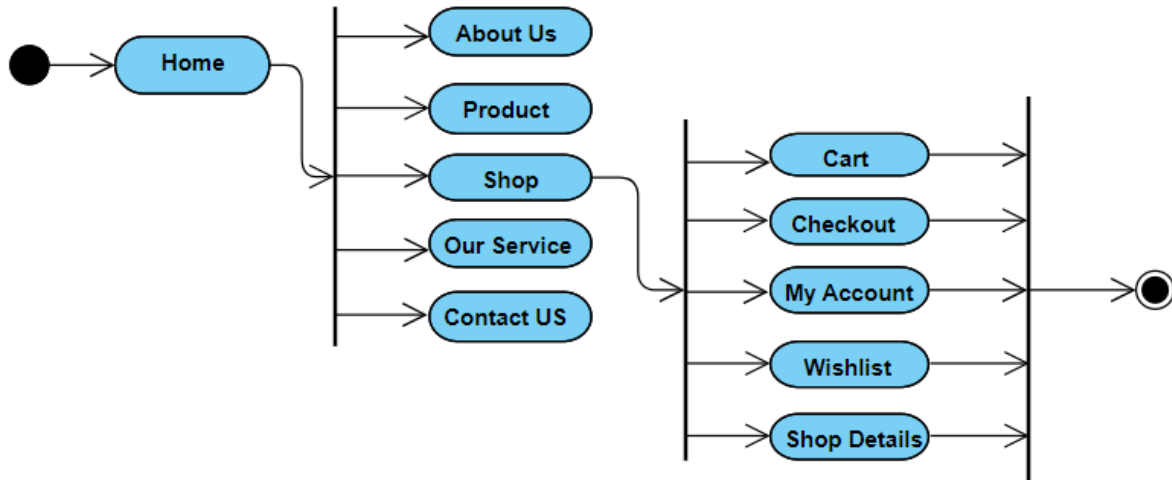 Home
About Us
Product
Shop
Our Service
Contact US
Cart
Checkout
My Account
Wishlist
Shop Details